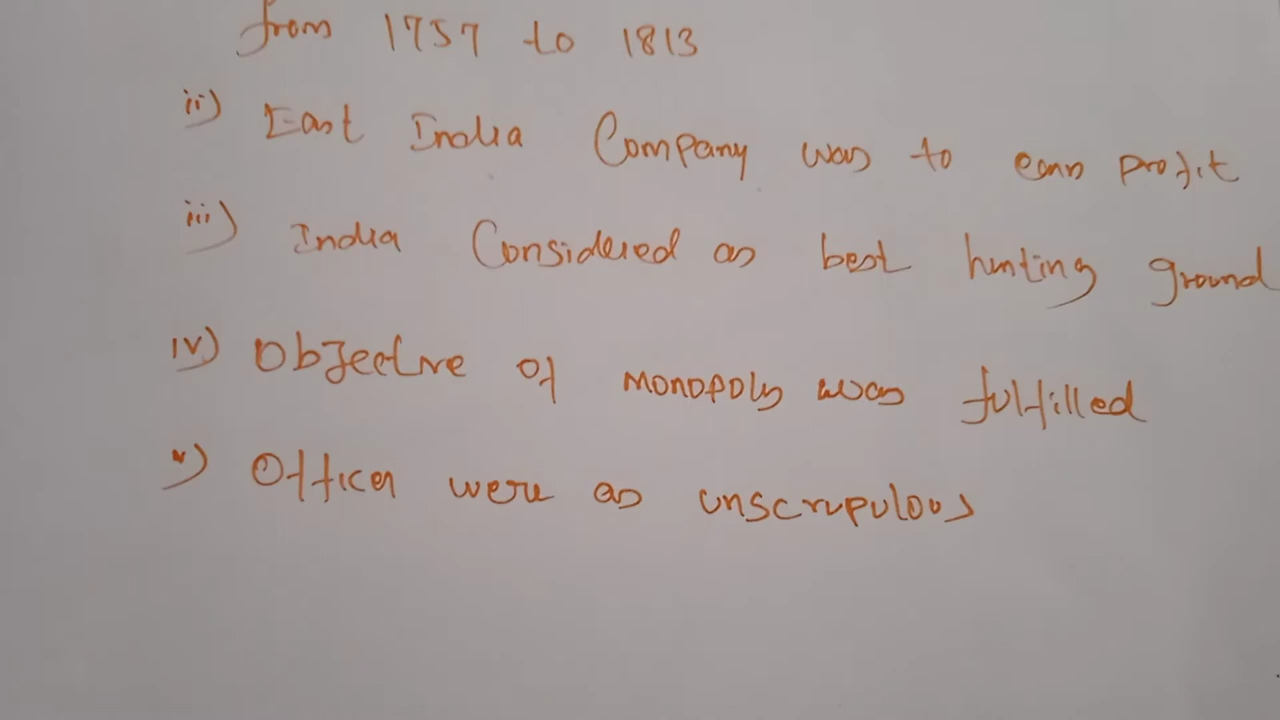 from 1757 to 1813
ii) East India Company was to earn profit
iii) India Considered as best hunting ground
iv) Objective of monopoly was fulfilled
v) Officer were as unscrupulous